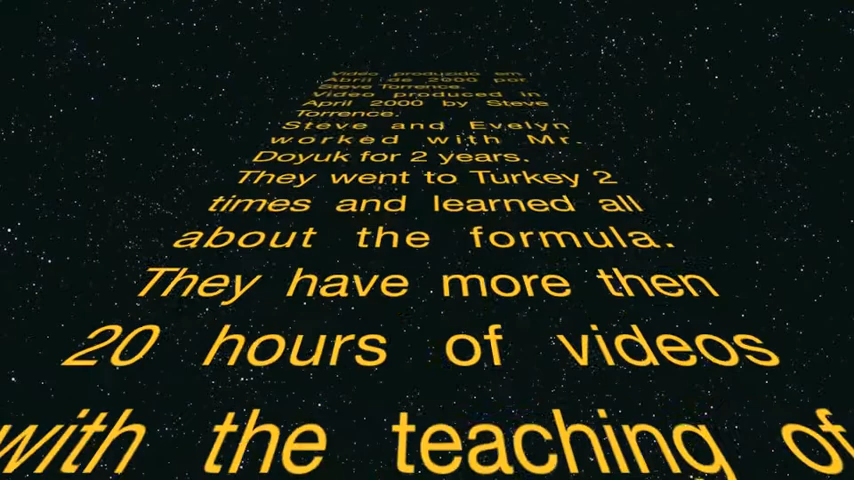 Video produzido em
Abril de 2000 por
Steve Torrence.
Video produced in
April 2000 by Steve
Torrence.
Steve and Evelyn
worked with Mr.
Doyuk for 2 years.
They went to Turkey 2
times and learned all
about the formula.
They have more then
20 hours of videos
with the teaching of